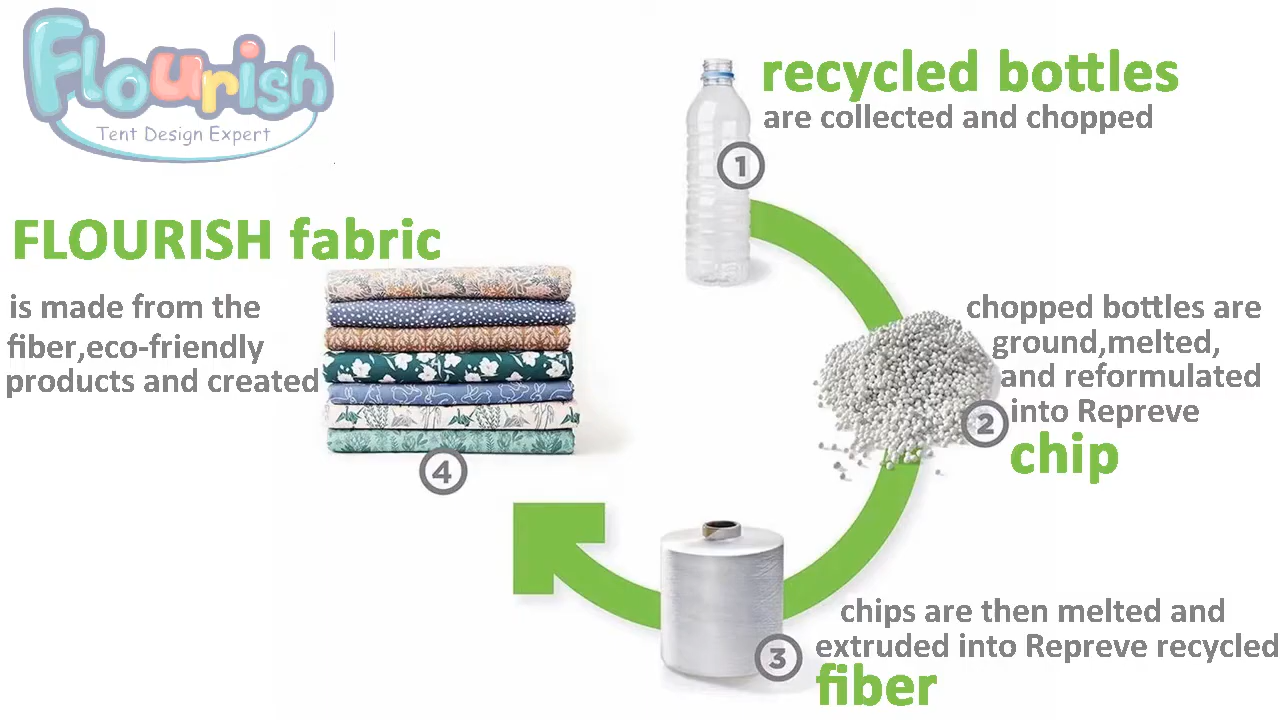 Flourish
Tent Design Expert
recycled bottles
are collected and chopped
1
chopped bottles are
ground,melted,
and reformulated
into Repreve
2
chip
chips are then melted and
extruded into Repreve recycled
3
fiber
FLOURISH fabric
is made from the
fiber,eco-friendly
products and created
4